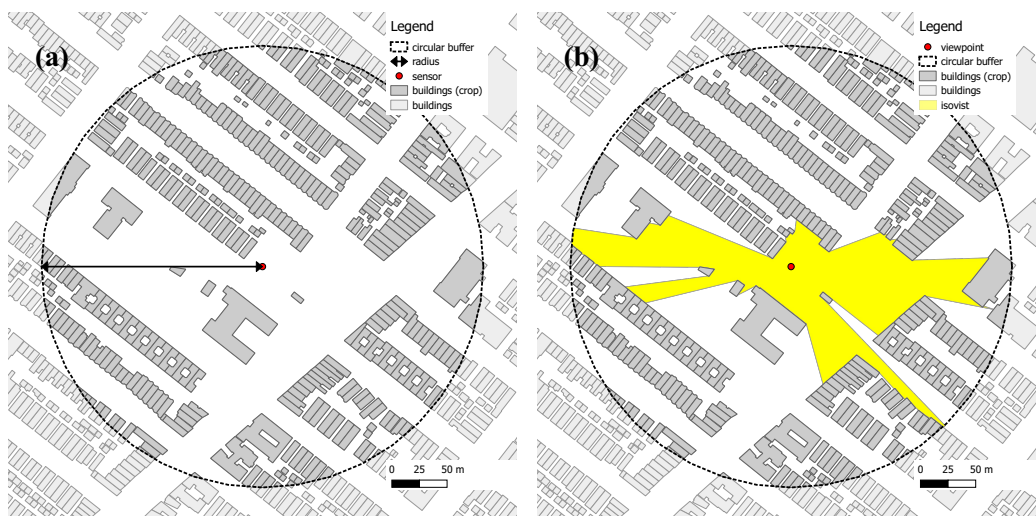 (a)
Legend
circular buffer
radius
sensor
buildings (crop)
buildings
0 25 50 m
(b)
Legend
viewpoint
circular buffer
buildings (crop)
buildings
isovist
0 25 50 m